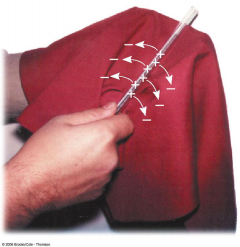 − +
− +
− + −
− + −
+ −
© 2006 Brooks/Cole - Thomson